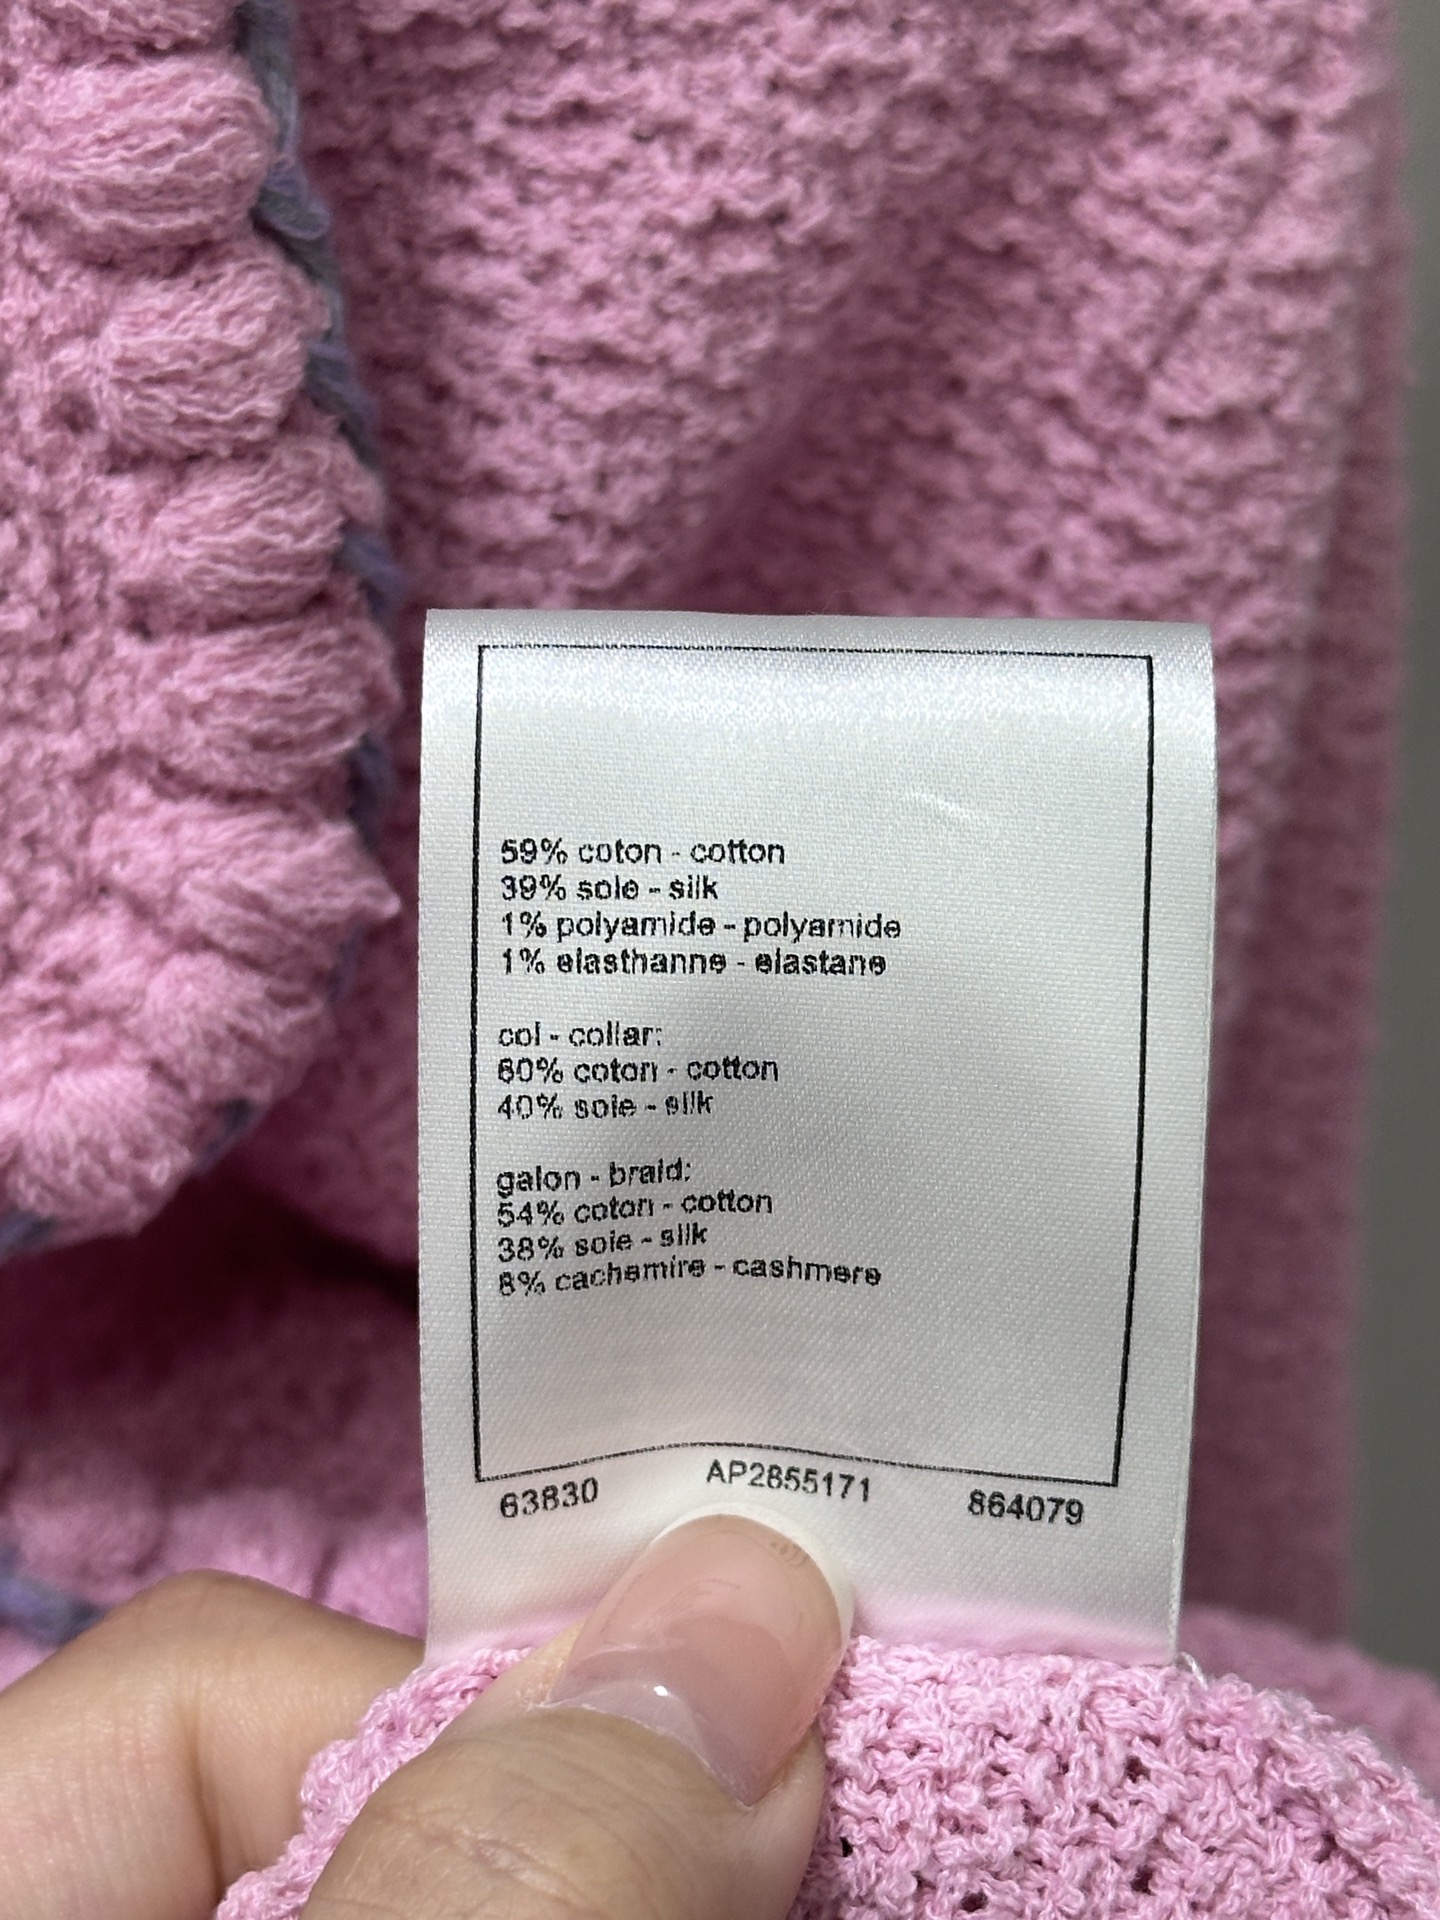 59% coton - cotton
39% soie - silk
1% polyamide - polyamide
1% elasthanne - elastane
col - collar:
60% coton - cotton
40% soie - silk
galon - braid:
54% coton - cotton
38% soie - silk
8% cachemire - cashmere
63830 AP2855171 864079